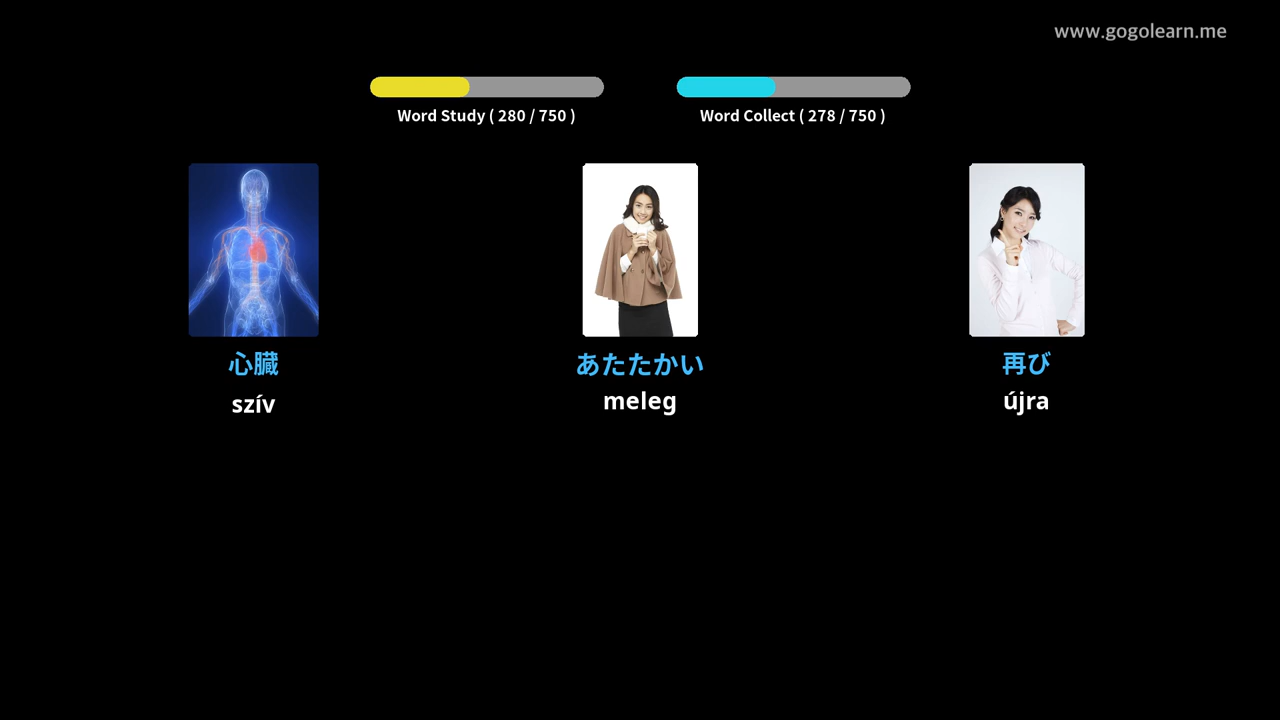 www.gogolearn.me
Word Study ( 280 / 750 )
Word Collect ( 278 / 750 )
心臓
あたたかい
再び
szív
meleg
újra